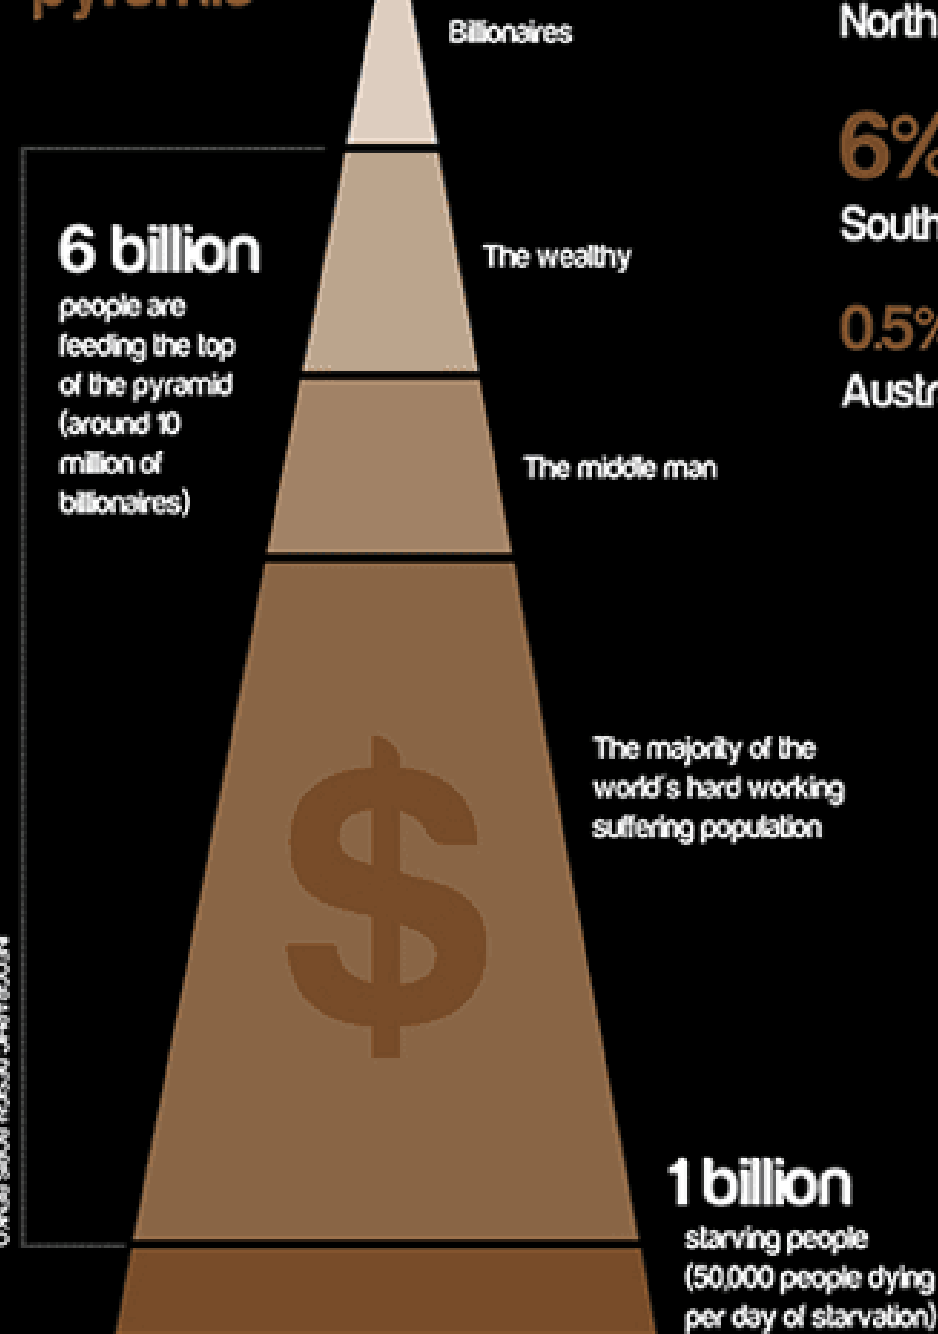 pyramid
Billionaires
6 billion
people are
feeding the top
of the pyramid
(around 10
million of
billionaires)
The wealthy
The middle man
$
The majority of the
world's hard working
suffering population
1 billion
starving people
(50,000 people dying
per day of starvation)
North
6%
South
0.5%
Austr